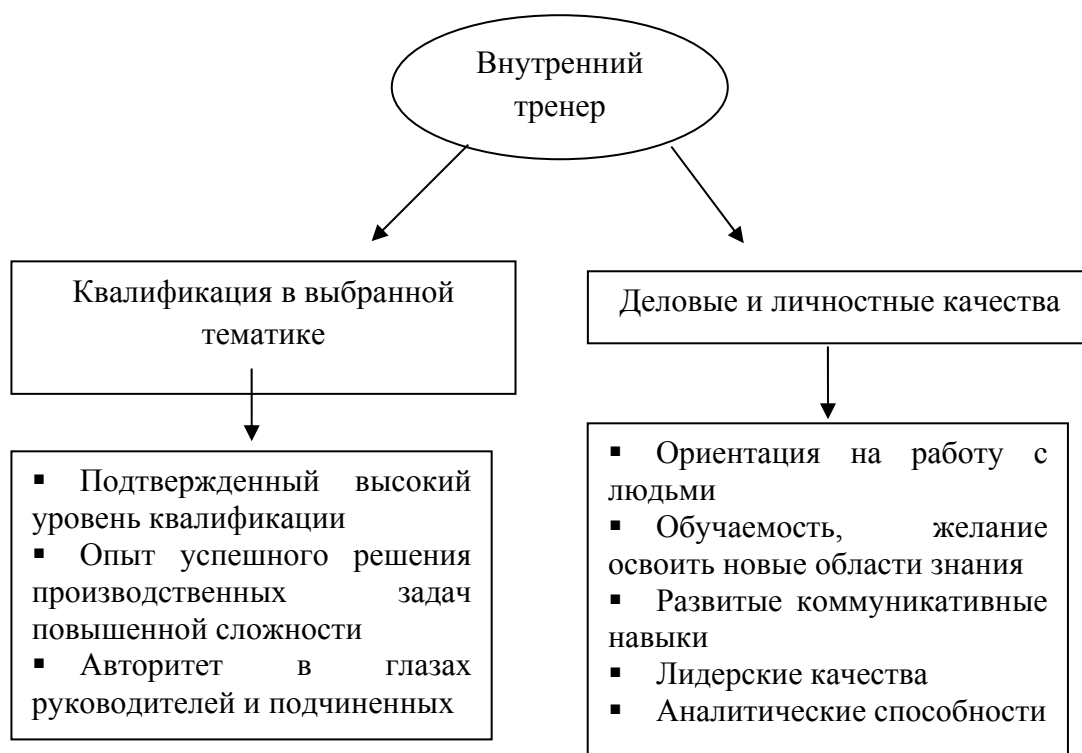 Внутренний
тренер
Квалификация в выбранной
тематике
Деловые и личностные качества
▪ Подтвержденный высокий
уровень квалификации
▪ Опыт успешного решения
производственных задач
повышенной сложности
▪ Авторитет в глазах
руководителей и подчиненных
▪ Ориентация на работу с
людьми
▪ Обучаемость, желание
освоить новые области знания
▪ Развитые коммуникативные
навыки
▪ Лидерские качества
▪ Аналитические способности